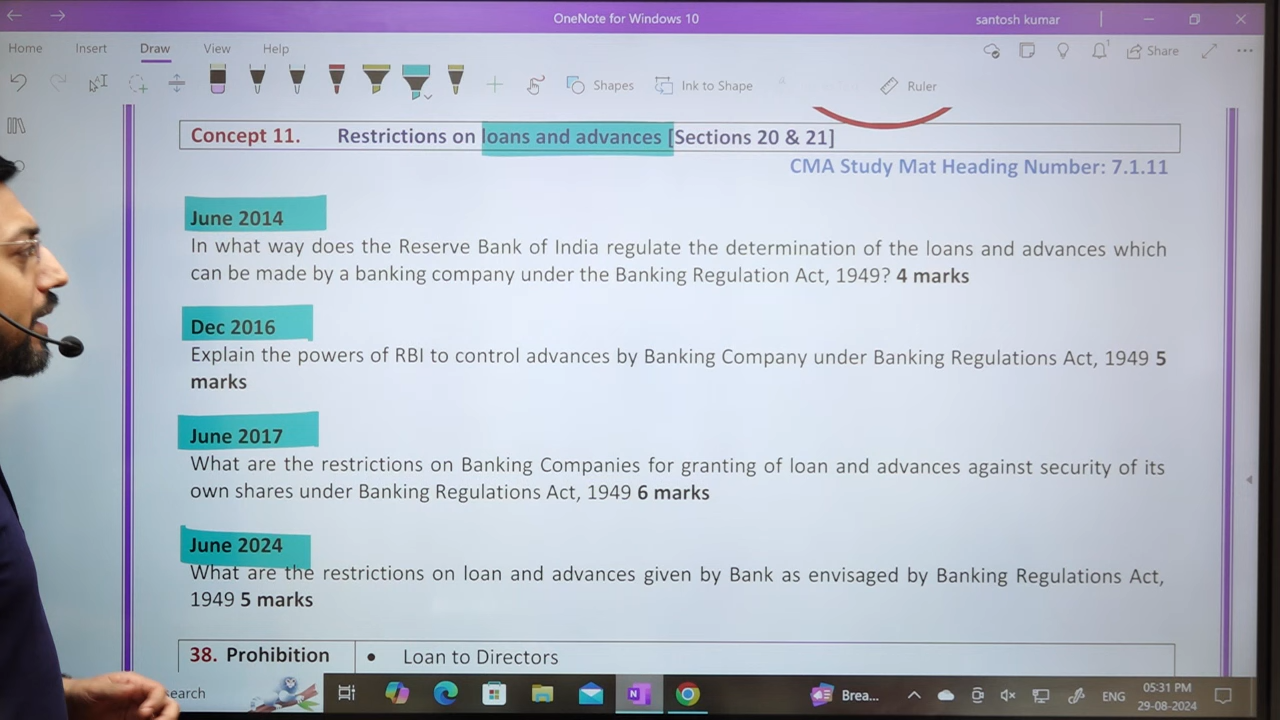 OneNote for Windows 10
santosh kumar
Home Insert Draw View Help
Share
Shapes
Ink to Shape
Ruler
Concept 11. Restrictions on loans and advances [Sections 20 & 21]
CMA Study Mat Heading Number: 7.1.11
June 2014
In what way does the Reserve Bank of India regulate the determination of the loans and advances which
can be made by a banking company under the Banking Regulation Act, 1949? 4 marks
Dec 2016
Explain the powers of RBI to control advances by Banking Company under Banking Regulations Act, 1949 5
marks
June 2017
What are the restrictions on Banking Companies for granting of loan and advances against security of its
own shares under Banking Regulations Act, 1949 6 marks
June 2024
What are the restrictions on loan and advances given by Bank as envisaged by Banking Regulations Act,
1949 5 marks
38. Prohibition • Loan to Directors
earch
Brea...
ENG
05:31 PM
29-08-2024